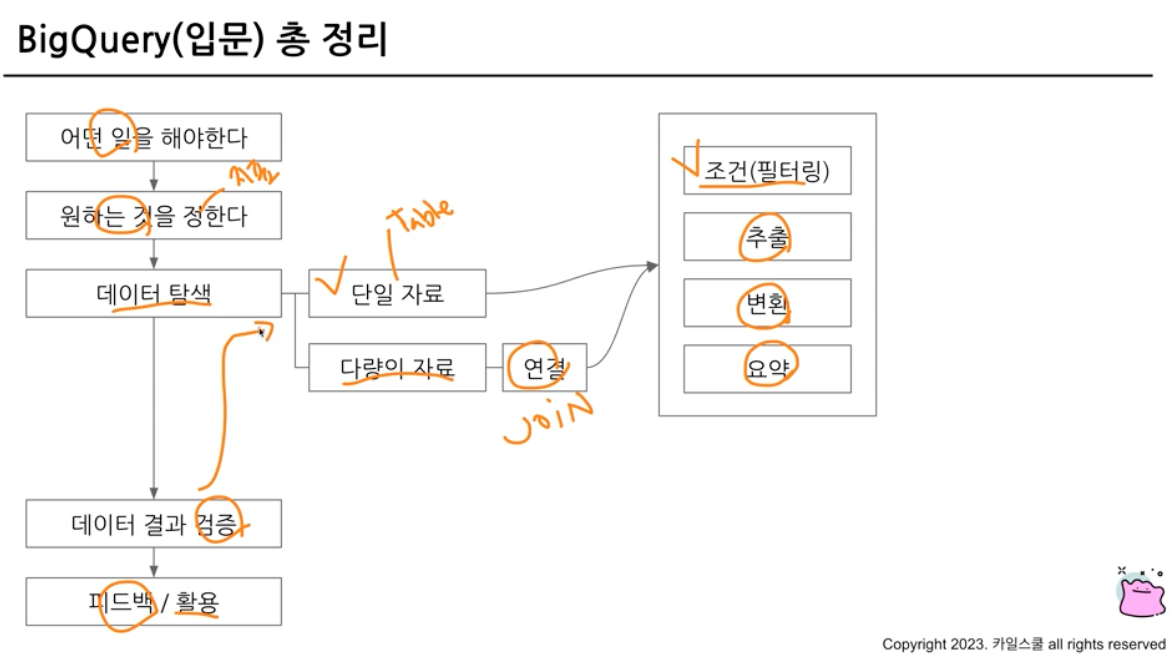 BigQuery(입문) 총 정리
어떤 일을 해야한다
지표
원하는 것을 정한다
Table
데이터 탐색
단일 자료
다량의 자료
연결
JOIN
조건(필터링)
추출
변환
요약
데이터 결과 검증
피드백 / 활용
Copyright 2023. 카일스쿨 all rights reserved